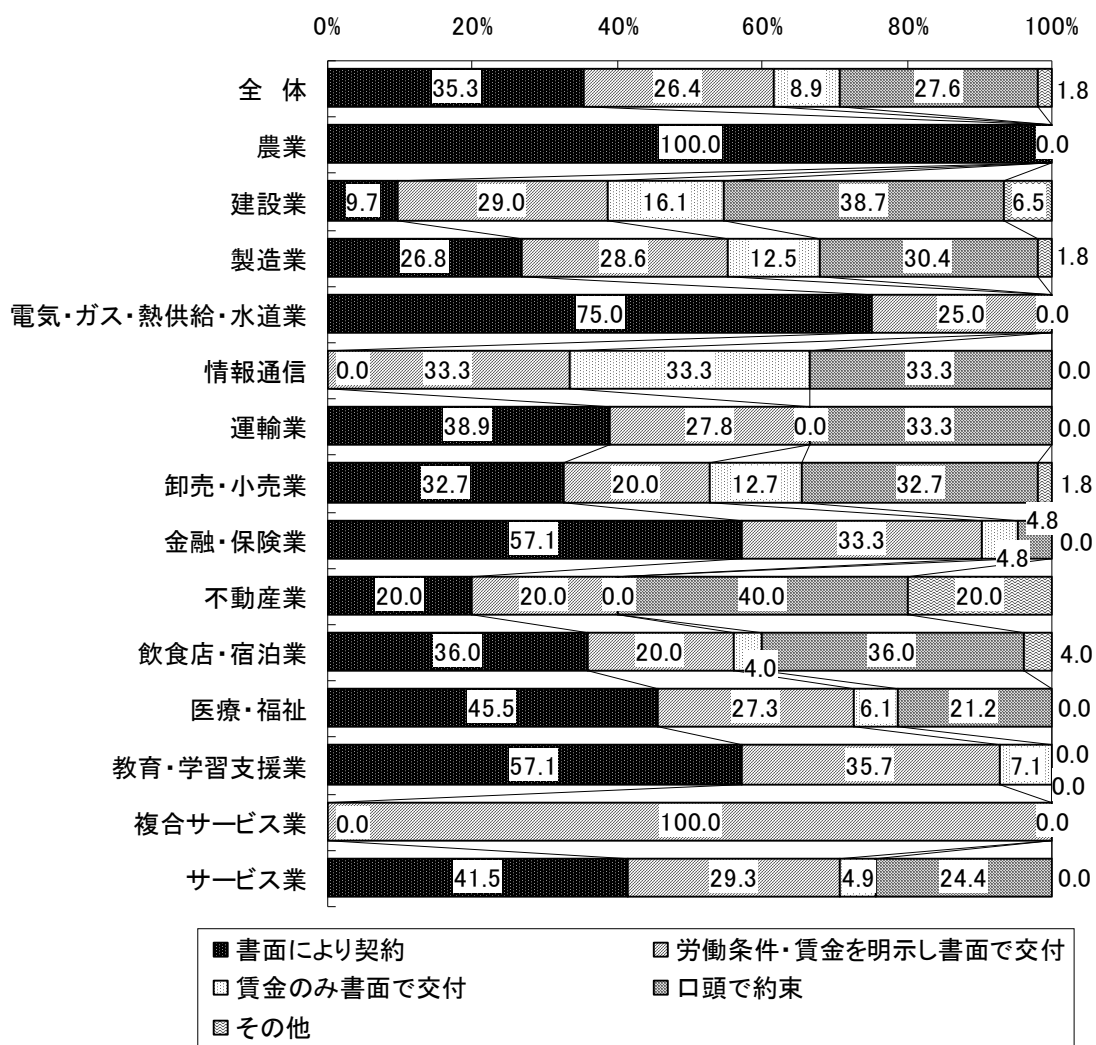 0% 20% 40% 60% 80% 100%
全 体 35.3 26.4 8.9 27.6 1.8
農業 100.0 0.0
建設業 9.7 29.0 16.1 38.7 6.5
製造業 26.8 28.6 12.5 30.4 1.8
電気・ガス・熱供給・水道業 75.0 25.0 0.0
情報通信 0.0 33.3 33.3 33.3 0.0
運輸業 38.9 27.8 0.0 33.3 0.0
卸売・小売業 32.7 20.0 12.7 32.7 1.8
金融・保険業 57.1 33.3 4.8 4.8 0.0
不動産業 20.0 20.0 0.0 40.0 20.0
飲食店・宿泊業 36.0 20.0 4.0 36.0 4.0
医療・福祉 45.5 27.3 6.1 21.2 0.0
教育・学習支援業 57.1 35.7 7.1 0.0 0.0
複合サービス業 0.0 100.0 0.0
サービス業 41.5 29.3 4.9 24.4 0.0
書面により契約 労働条件・賃金を明示し書面で交付
賃金のみ書面で交付 口頭で約束
その他